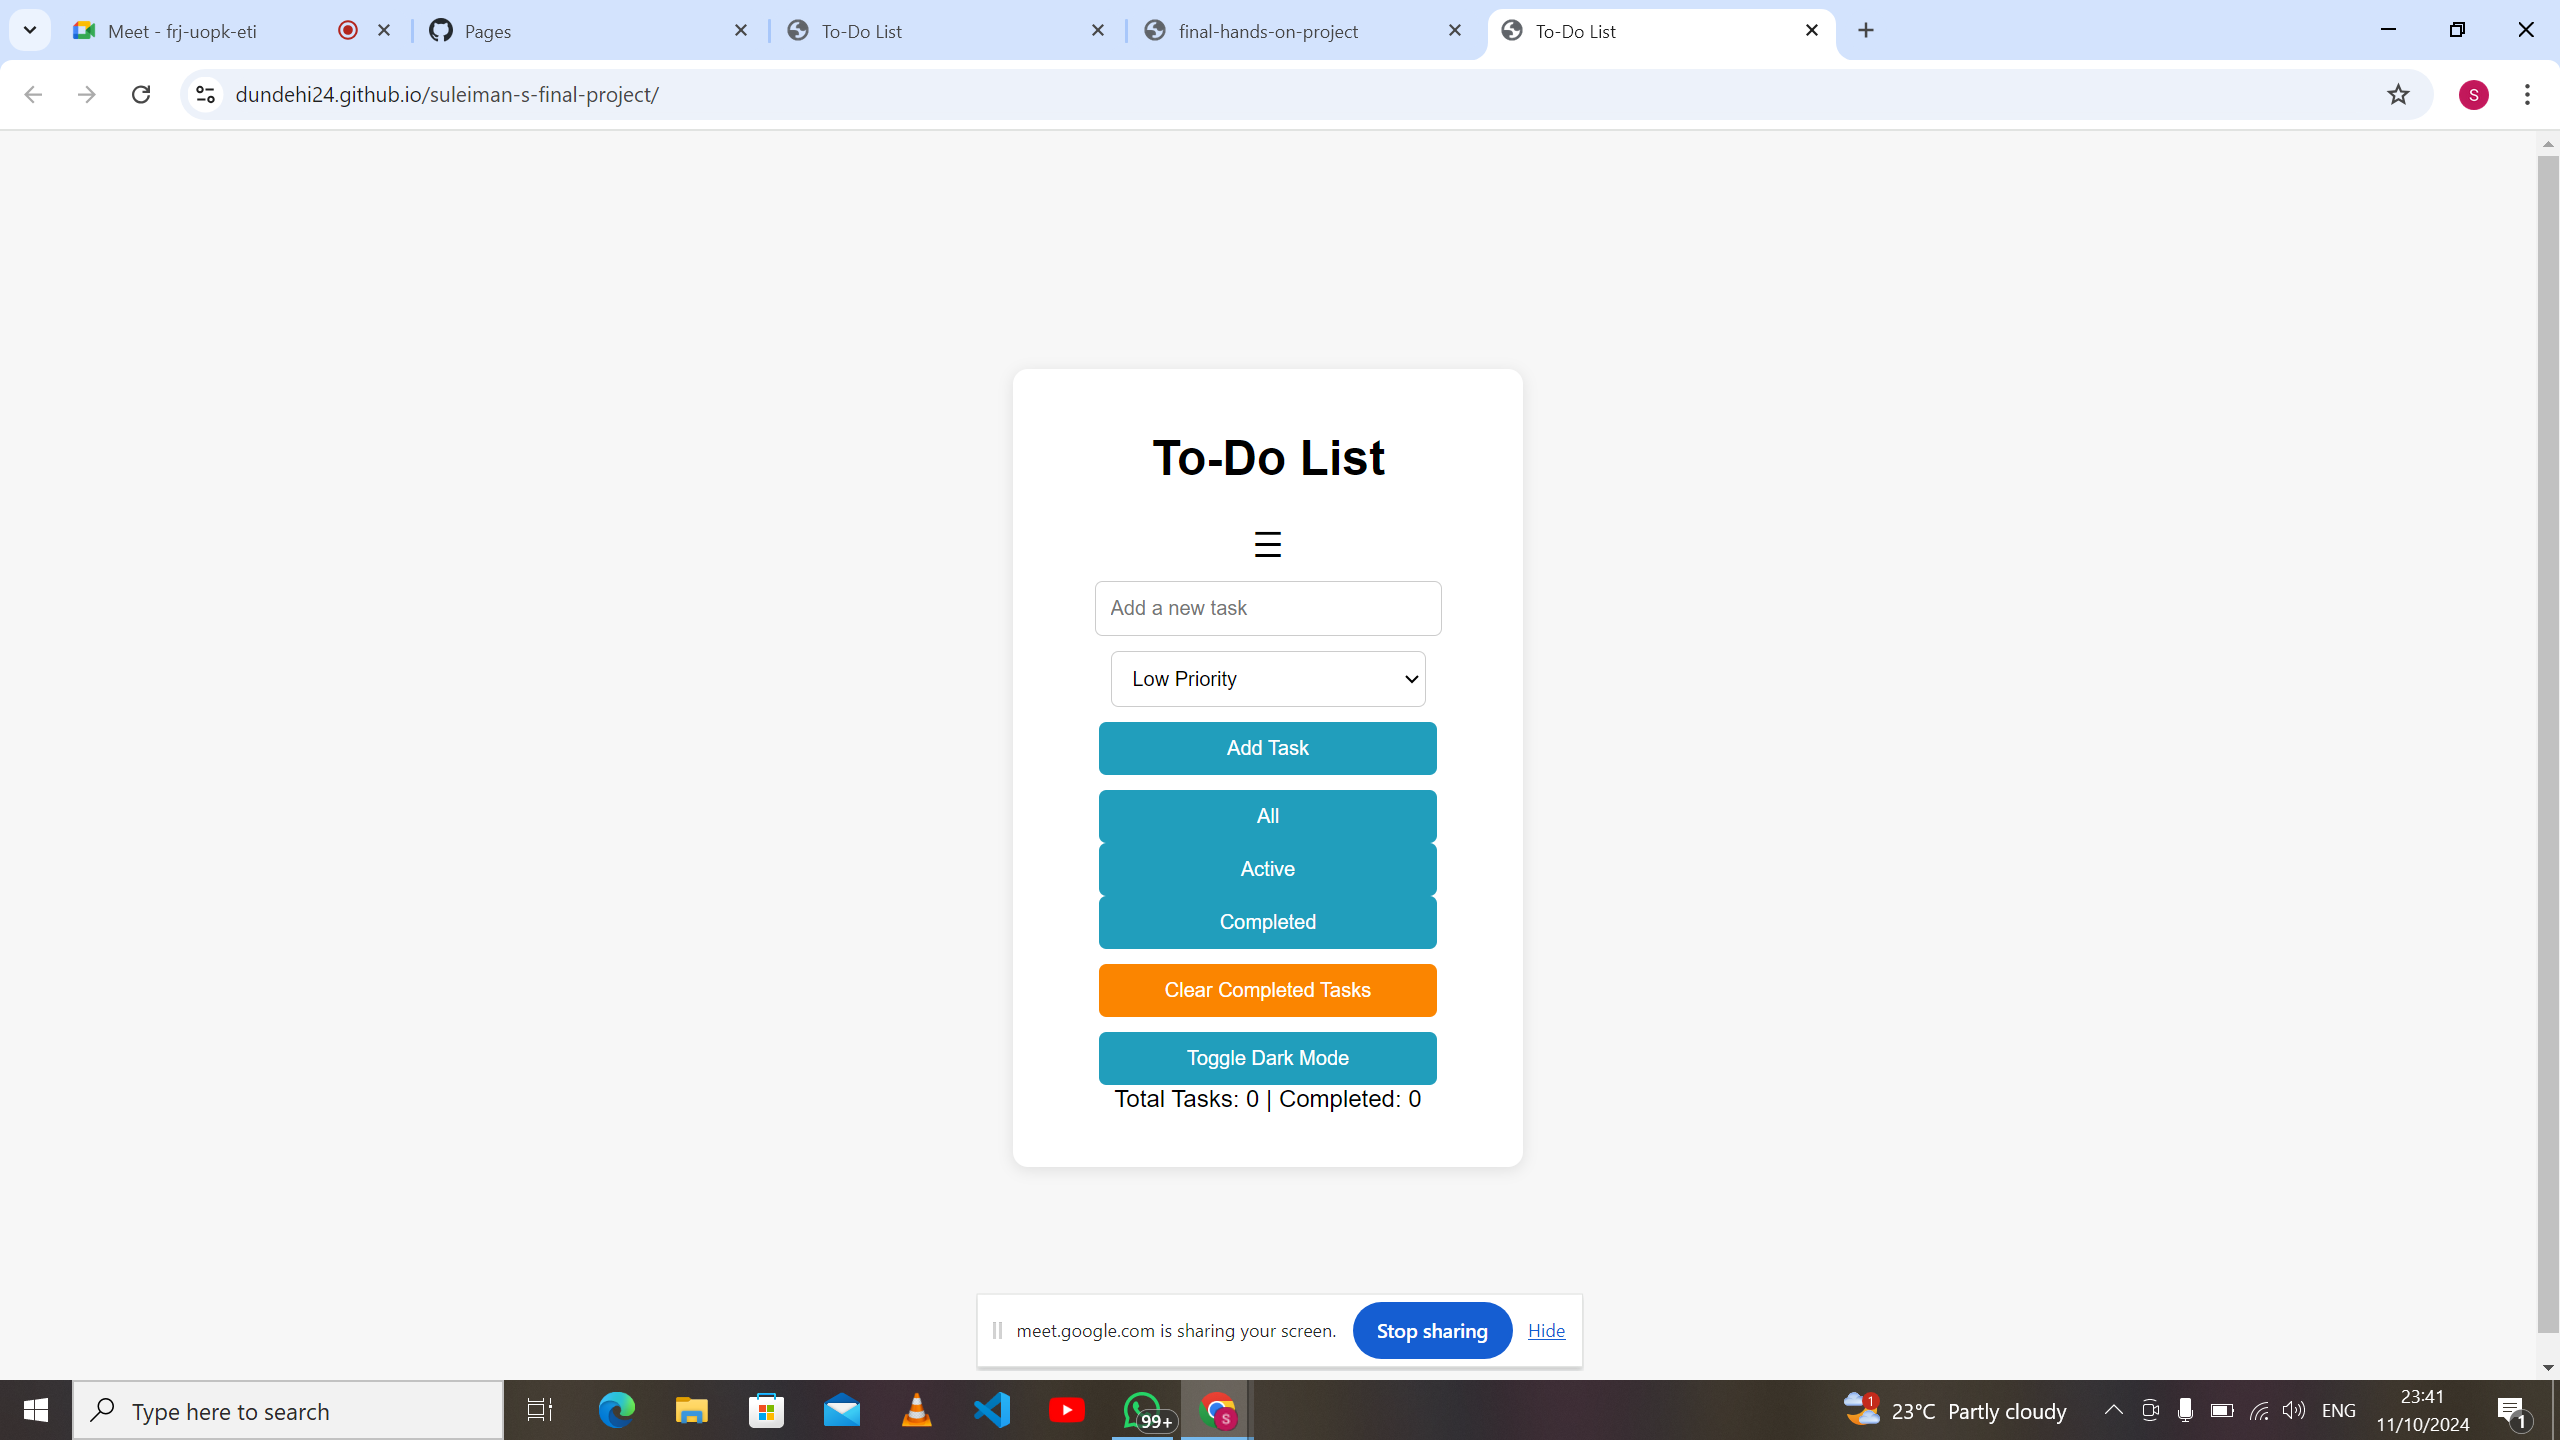 Meet - frj-uopk-eti
Pages
To-Do List
final-hands-on-project
To-Do List
dundehi24.github.io/suleiman-s-final-project/
S
To-Do List
Add a new task
Low Priority
Add Task
All
Active
Completed
Clear Completed Tasks
Toggle Dark Mode
Total Tasks: 0 | Completed: 0
meet.google.com is sharing your screen.
Stop sharing
Hide
Type here to search
99+
S
1
23°C Partly cloudy
ENG
23:41
11/10/2024
1